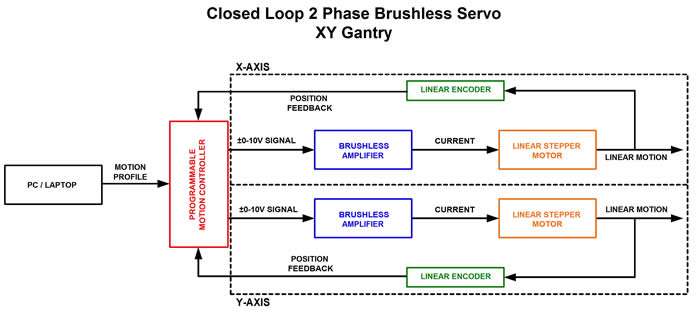 Closed Loop 2 Phase Brushless Servo
XY Gantry
X-AXIS
LINEAR ENCODER
POSITION
FEEDBACK
±0-10V SIGNAL
BRUSHLESS
AMPLIFIER
CURRENT
LINEAR STEPPER
MOTOR
LINEAR MOTION
PC / LAPTOP
MOTION
PROFILE
PROGRAMMABLE
MOTION CONTROLLER
±0-10V SIGNAL
BRUSHLESS
AMPLIFIER
CURRENT
LINEAR STEPPER
MOTOR
LINEAR MOTION
POSITION
FEEDBACK
LINEAR ENCODER
Y-AXIS